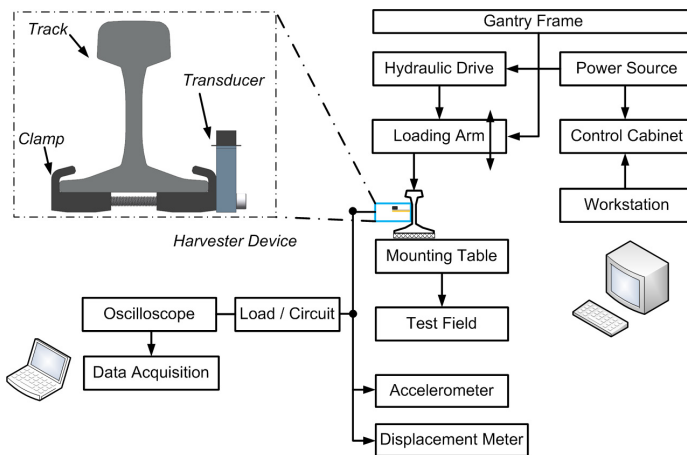 Gantry Frame
Track
Hydraulic Drive
Power Source
Transducer
Loading Arm
Control Cabinet
Clamp
Workstation
Harvester Device
Mounting Table
Oscilloscope
Load / Circuit
Test Field
Data Acquisition
Accelerometer
Displacement Meter